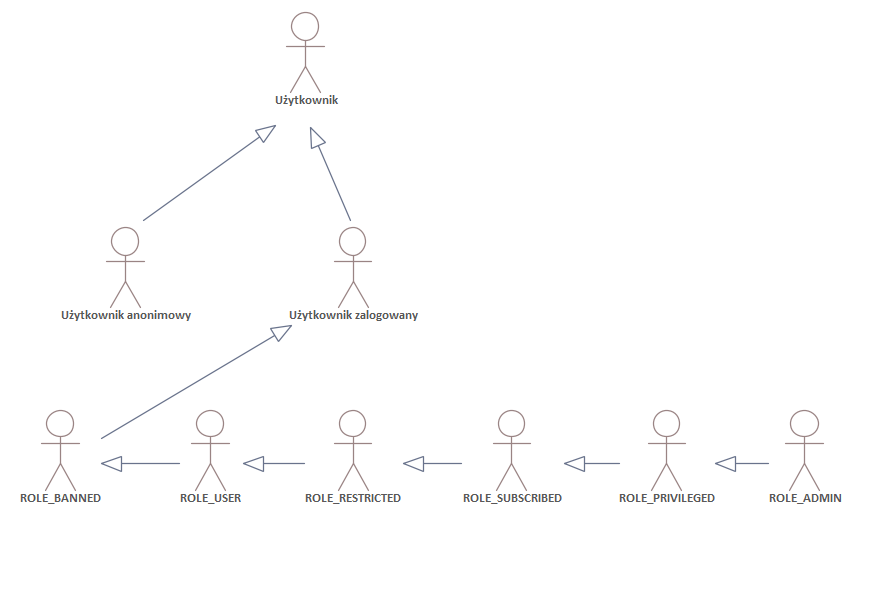 Użytkownik
Użytkownik anonimowy
Użytkownik zalogowany
ROLE_BANNED
ROLE_USER
ROLE_RESTRICTED
ROLE_SUBSCRIBED
ROLE_PRIVILEGED
ROLE_ADMIN